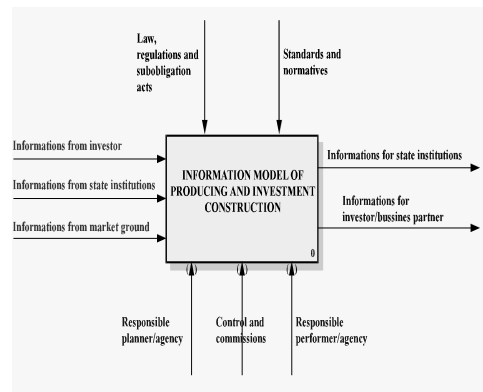 Law,
regulations and
subobligation
acts
Standards and
normatives
Informations from investor
Informations from state institutions
Informations from market ground
INFORMATION MODEL OF
PRODUCING AND INVESTMENT
CONSTRUCTION
0
Informations for state institutions
Informations for
investor/bussines partner
Responsible
planner/agency
Control and
commissions
Responsible
performer/agency